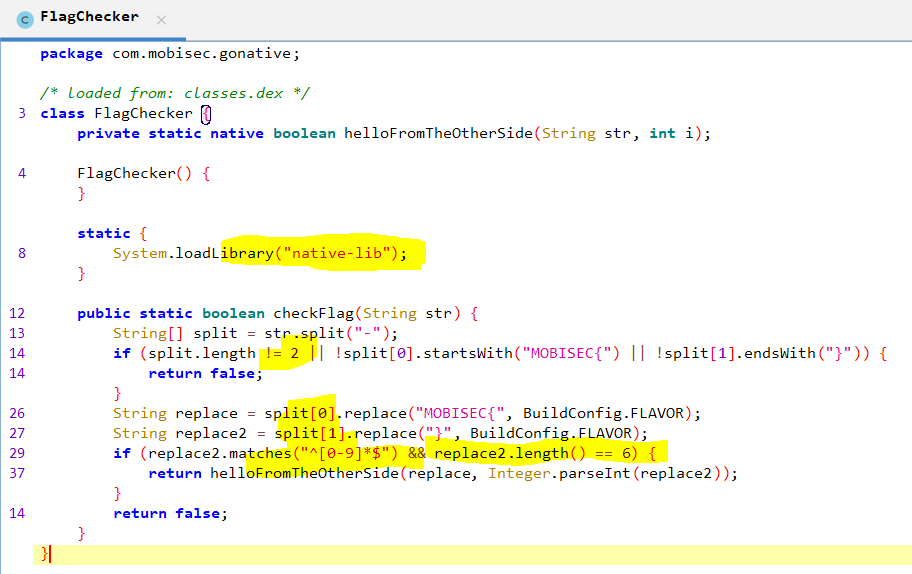 FlagChecker
package com.mobisec.gonative;
/* loaded from: classes.dex */
3 class FlagChecker {
private static native boolean helloFromTheOtherSide(String str, int i);
4 FlagChecker() {
}
static {
8 System.loadLibrary("native-lib");
}
12 public static boolean checkFlag(String str) {
13 String[] split = str.split("-");
14 if (split.length != 2 || !split[0].startsWith("MOBISEC{") || !split[1].endsWith("}")) {
14 return false;
}
26 String replace = split[0].replace("MOBISEC{", BuildConfig.FLAVOR);
27 String replace2 = split[1].replace("}", BuildConfig.FLAVOR);
29 if (replace2.matches("^[0-9]*$") && replace2.length() == 6) {
37 return helloFromTheOtherSide(replace, Integer.parseInt(replace2));
}
14 return false;
}
}